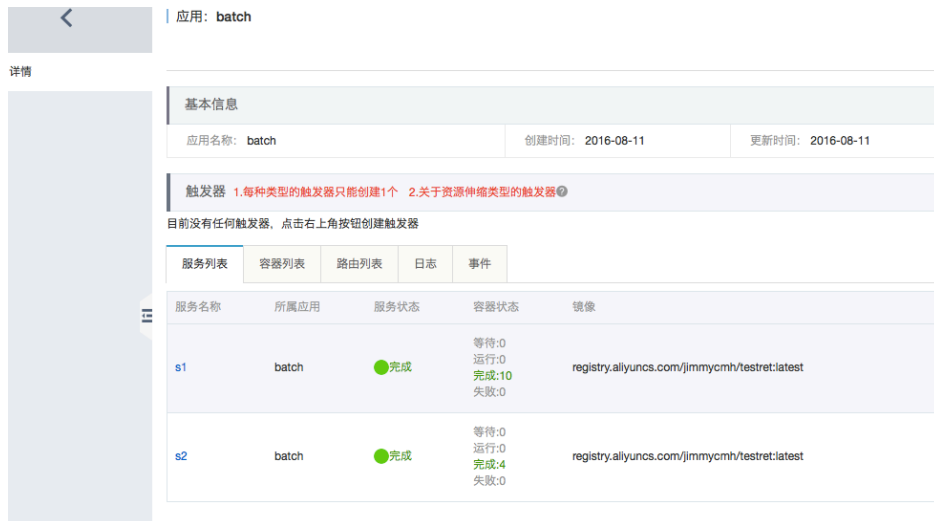 应用：batch
详情
基本信息
应用名称： batch 创建时间： 2016-08-11 更新时间： 2016-08-11
触发器 1.每种类型的触发器只能创建1个 2.关于资源伸缩类型的触发器?
目前没有任何触发器，点击右上角按钮创建触发器
服务列表 容器列表 路由列表 日志 事件
服务名称 所属应用 服务状态 容器状态 镜像
等待:0
运行:0
s1 batch 完成 完成:10 registry.aliyuncs.com/jimmycmh/testret:latest
失败:0
等待:0
运行:0
s2 batch 完成 完成:4 registry.aliyuncs.com/jimmycmh/testret:latest
失败:0